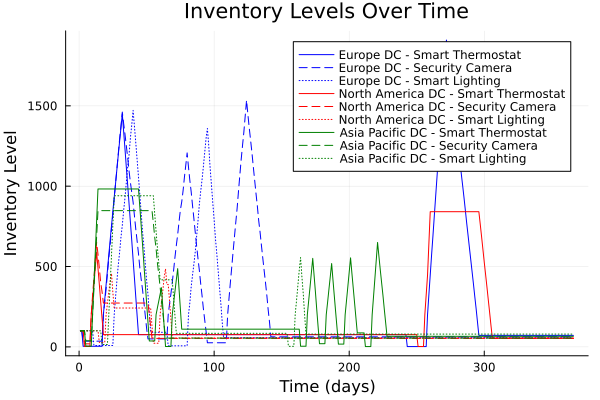 Inventory Levels Over Time
Europe DC - Smart Thermostat
Europe DC - Security Camera
Europe DC - Smart Lighting
North America DC - Smart Thermostat
North America DC - Security Camera
North America DC - Smart Lighting
Asia Pacific DC - Smart Thermostat
Asia Pacific DC - Security Camera
Asia Pacific DC - Smart Lighting
Inventory Level
1500
1000
500
0
0
100
200
300
Time (days)